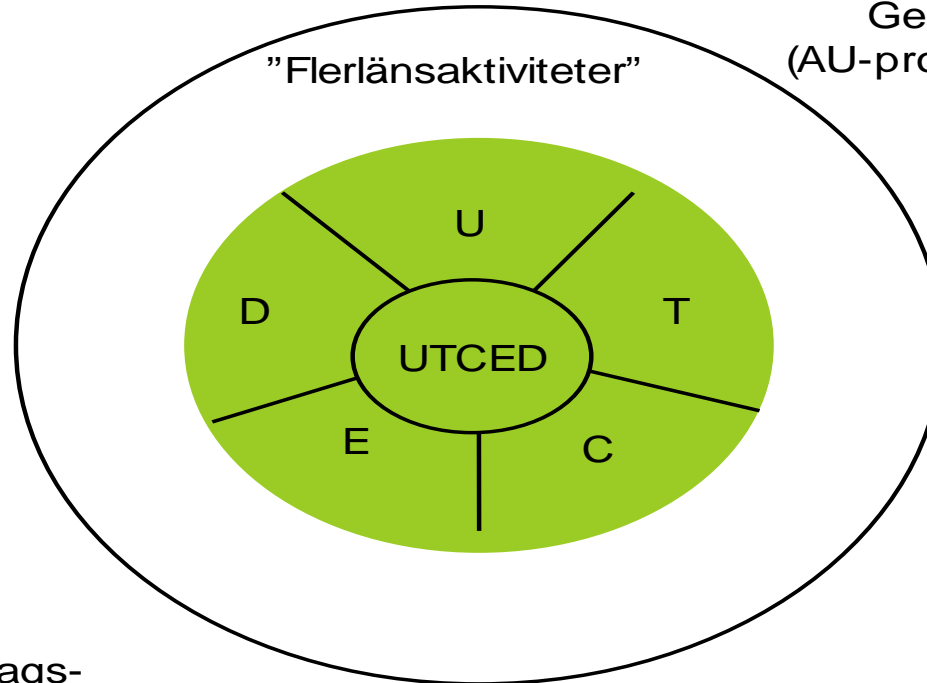 Ge
”Flerlänsaktiviteter”
(AU-pro
U
D
T
UTCED
E
C
ags-